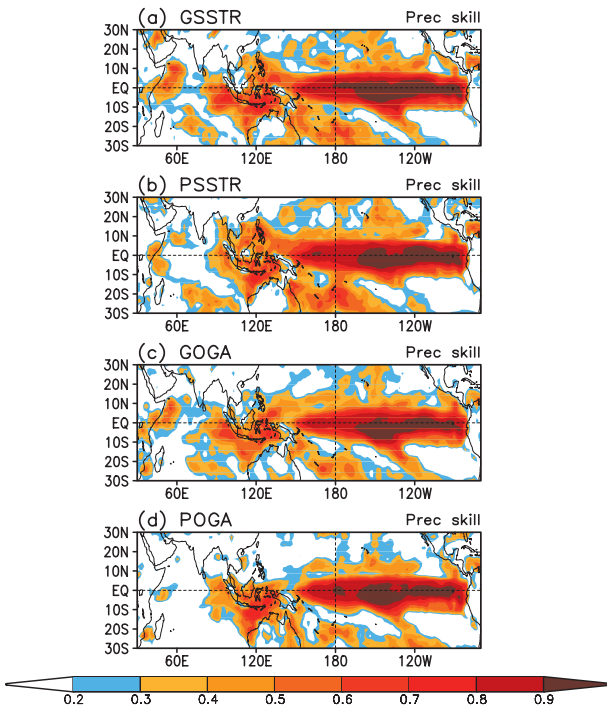 (a) GSSTR Prec skill
30N
20N
10N
EQ
10S
20S
30S
60E 120E 180 120W
(b) PSSTR Prec skill
30N
20N
10N
EQ
10S
20S
30S
60E 120E 180 120W
(c) GOGA Prec skill
30N
20N
10N
EQ
10S
20S
30S
60E 120E 180 120W
(d) POGA Prec skill
30N
20N
10N
EQ
10S
20S
30S
60E 120E 180 120W
0.2 0.3 0.4 0.5 0.6 0.7 0.8 0.9